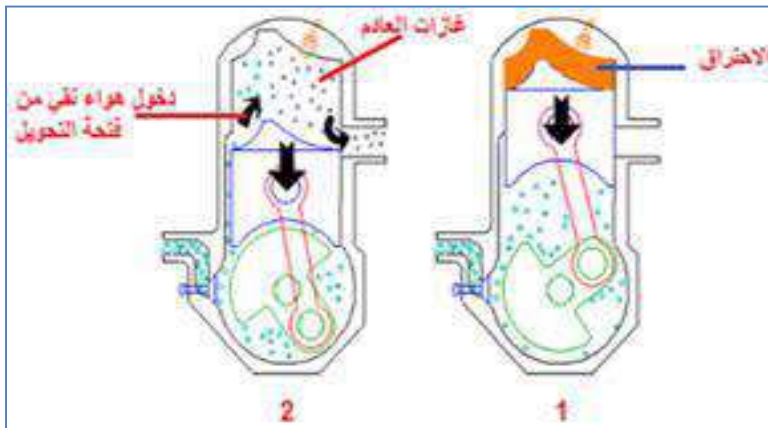 الاحتراق
غازات العادم
دخول هواء نقي من
فتحة التحويل
1
2